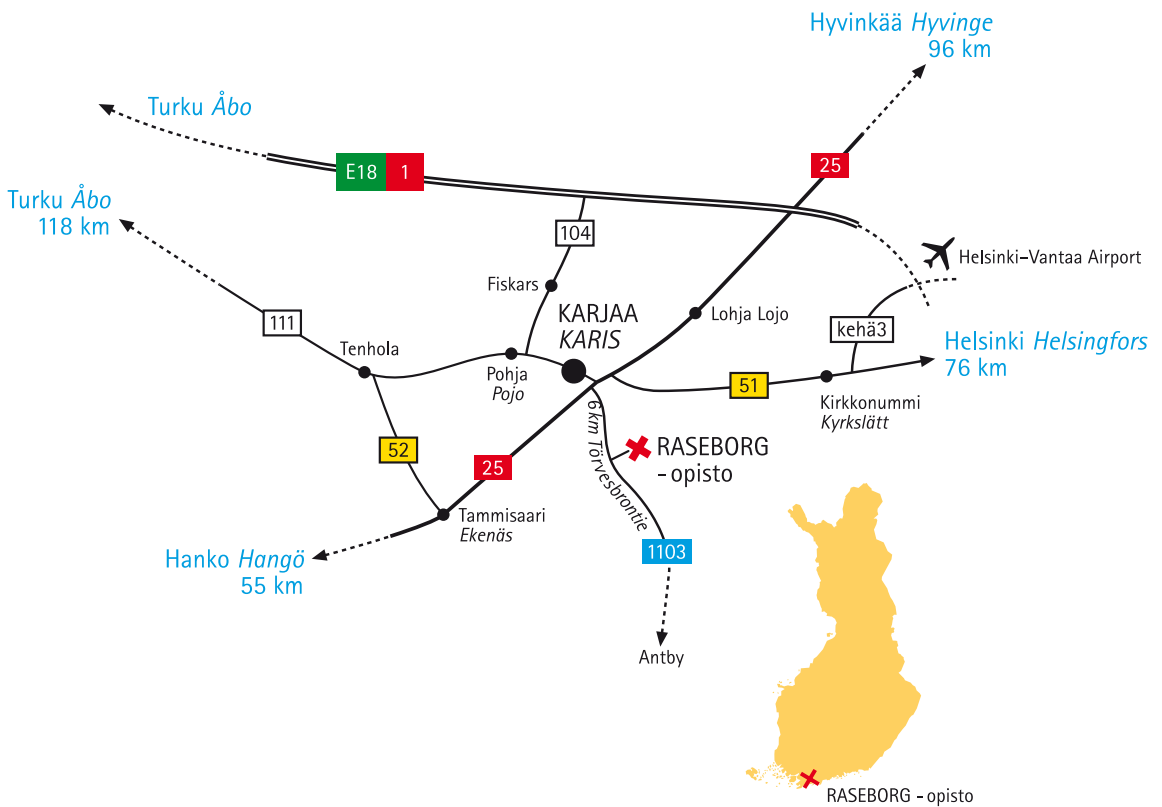 Hyvinkää Hyvinge
96 km
Turku Åbo
E18 1
25
Turku Åbo
118 km
104
Helsinki-Vantaa Airport
Fiskars
111
KARJAA
KARIS
Lohja Lojo
kehä3
Tenhola
Helsinki Helsingfors
76 km
Pohja
Pojo
51
Kirkkonummi
Kyrkslätt
6 km Törvesbrontie
52
RASEBORG
- opisto
25
Tammisaari
Ekenäs
1103
Hanko Hangö
55 km
Antby
RASEBORG - opisto